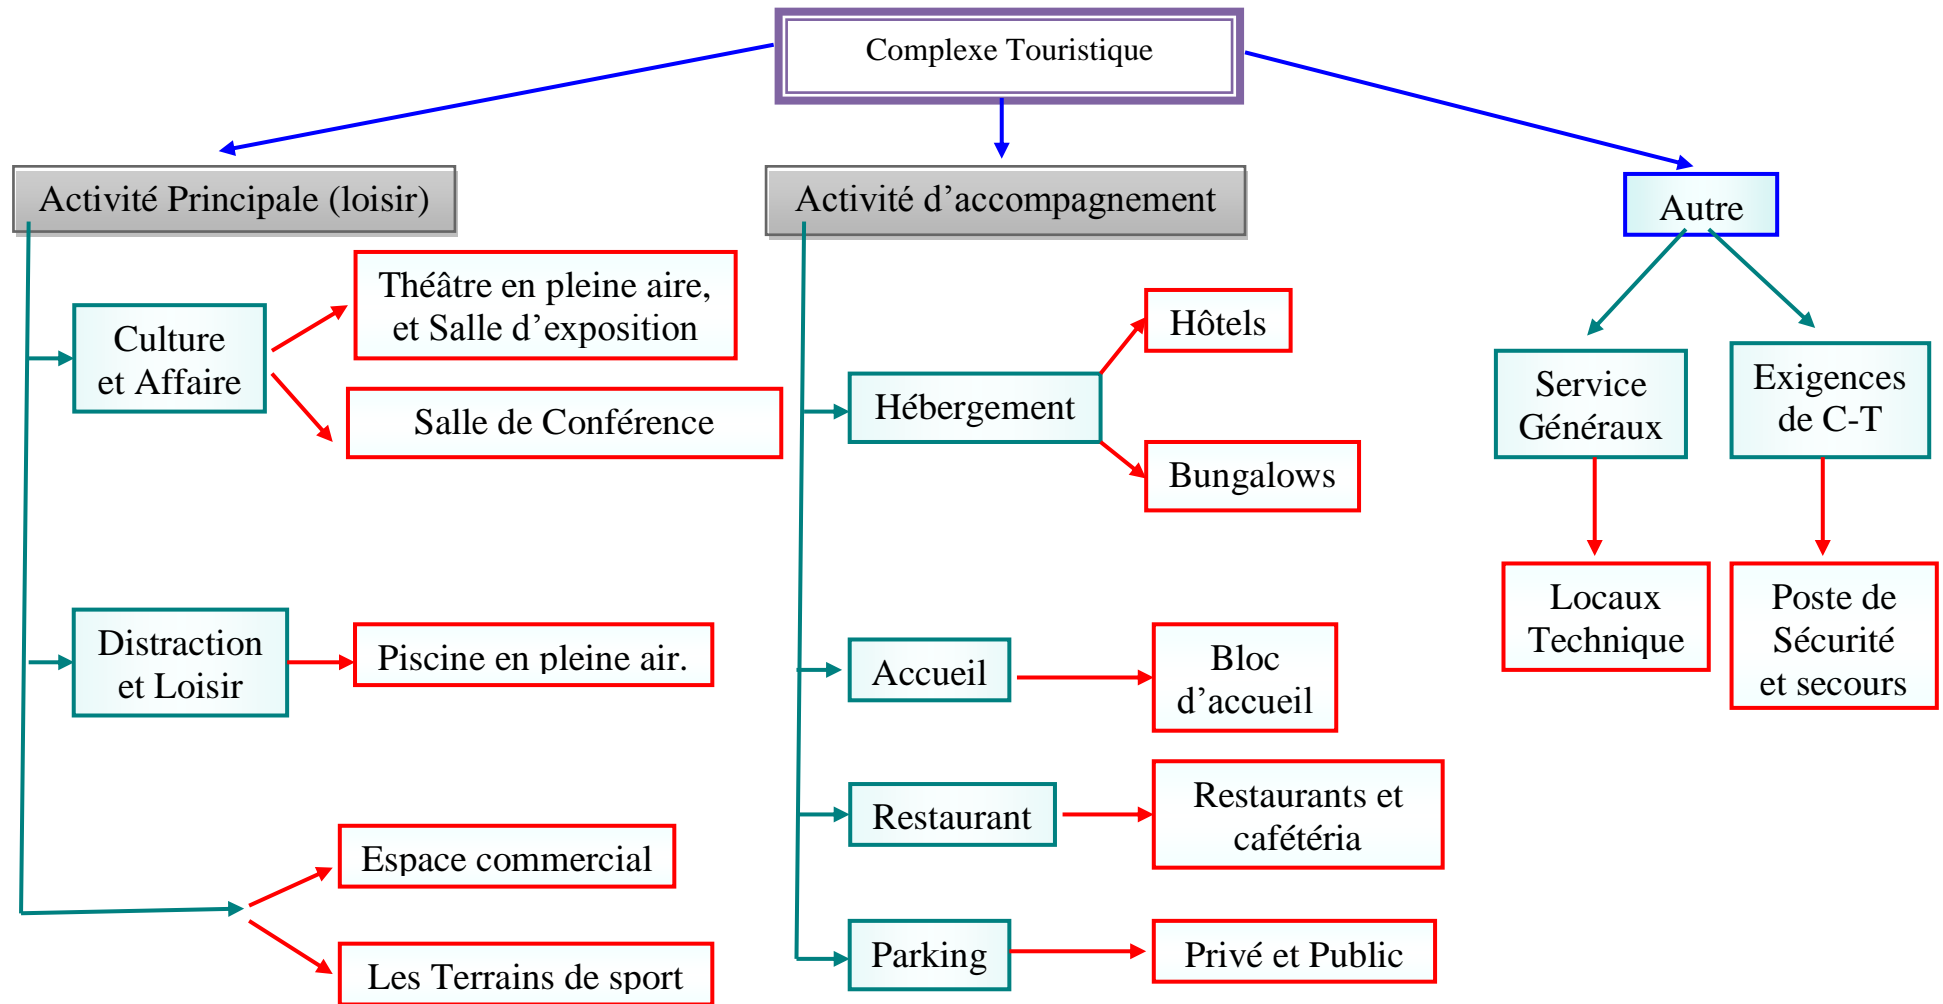 Complexe Touristique
Activité Principale (loisir)
Activité d’accompagnement
Autre
Culture
et Affaire
Théâtre en pleine aire,
et Salle d’exposition
Salle de Conférence
Distraction
et Loisir
Piscine en pleine air.
Espace commercial
Les Terrains de sport
Hébergement
Hôtels
Bungalows
Accueil
Bloc
d’accueil
Restaurant
Restaurants et
cafétéria
Parking
Privé et Public
Service
Généraux
Locaux
Technique
Exigences
de C-T
Poste de
Sécurité
et secours